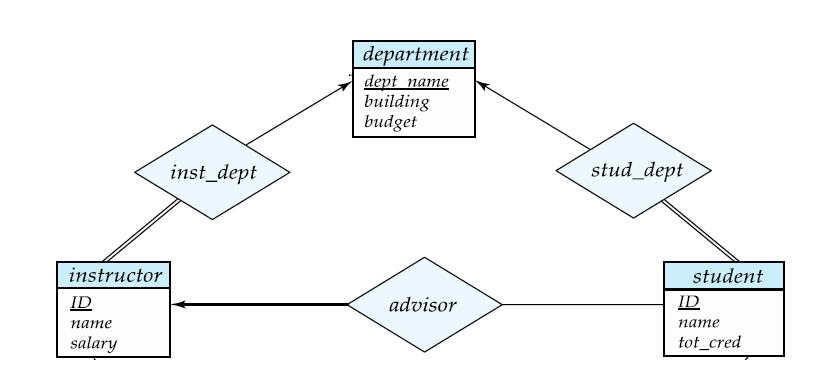 department
dept_name
building
budget
inst_dept
stud_dept
instructor
ID
name
salary
advisor
student
ID
name
tot_cred